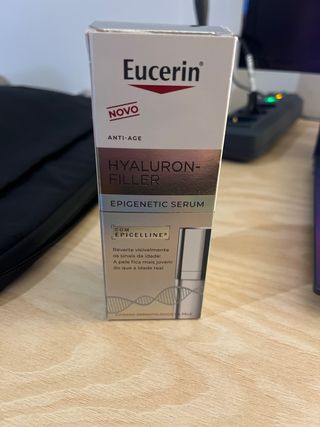 Eucerin®
NOVO
ANTI-AGE
HYALURON-
FILLER
EPIGENETIC SERUM
COM
EPICELLINE®
Reverte visivelmente
os sinais da idade:
A pele fica mais jovem
do que a idade real